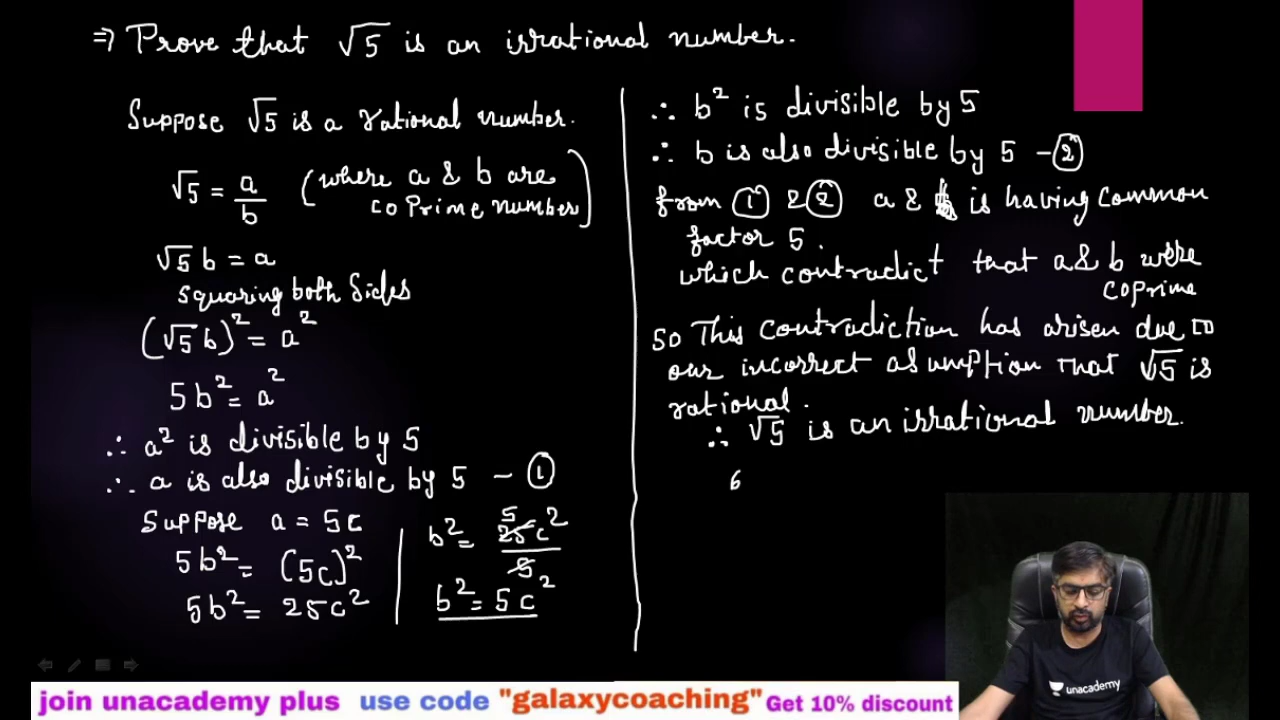 ⇒ Prove that √5 is an irrational number.
Suppose √5 is a rational number.
√5 = a/b (where a & b are
coprime number)
√5 b = a
Squaring both Sides
(√5 b)² = a²
5b² = a²
∴ a² is divisible by 5
∴ a is also divisible by 5 - ①
Suppose a = 5c
5b² = (5c)²
5b² = 25c²
b² = 25c²/5 5
b² = 5c²
∴ b² is divisible by 5
∴ b is also divisible by 5 - ②
from ① & ② a & b is having common
factor 5.
which contradict that a & b were
coprime
So This contradiction has arisen due to
our incorrect asumption that √5 is
rational.
∴ √5 is an irrational number.
6
unacademy
join unacademy plus use code "galaxycoaching" Get 10% discount